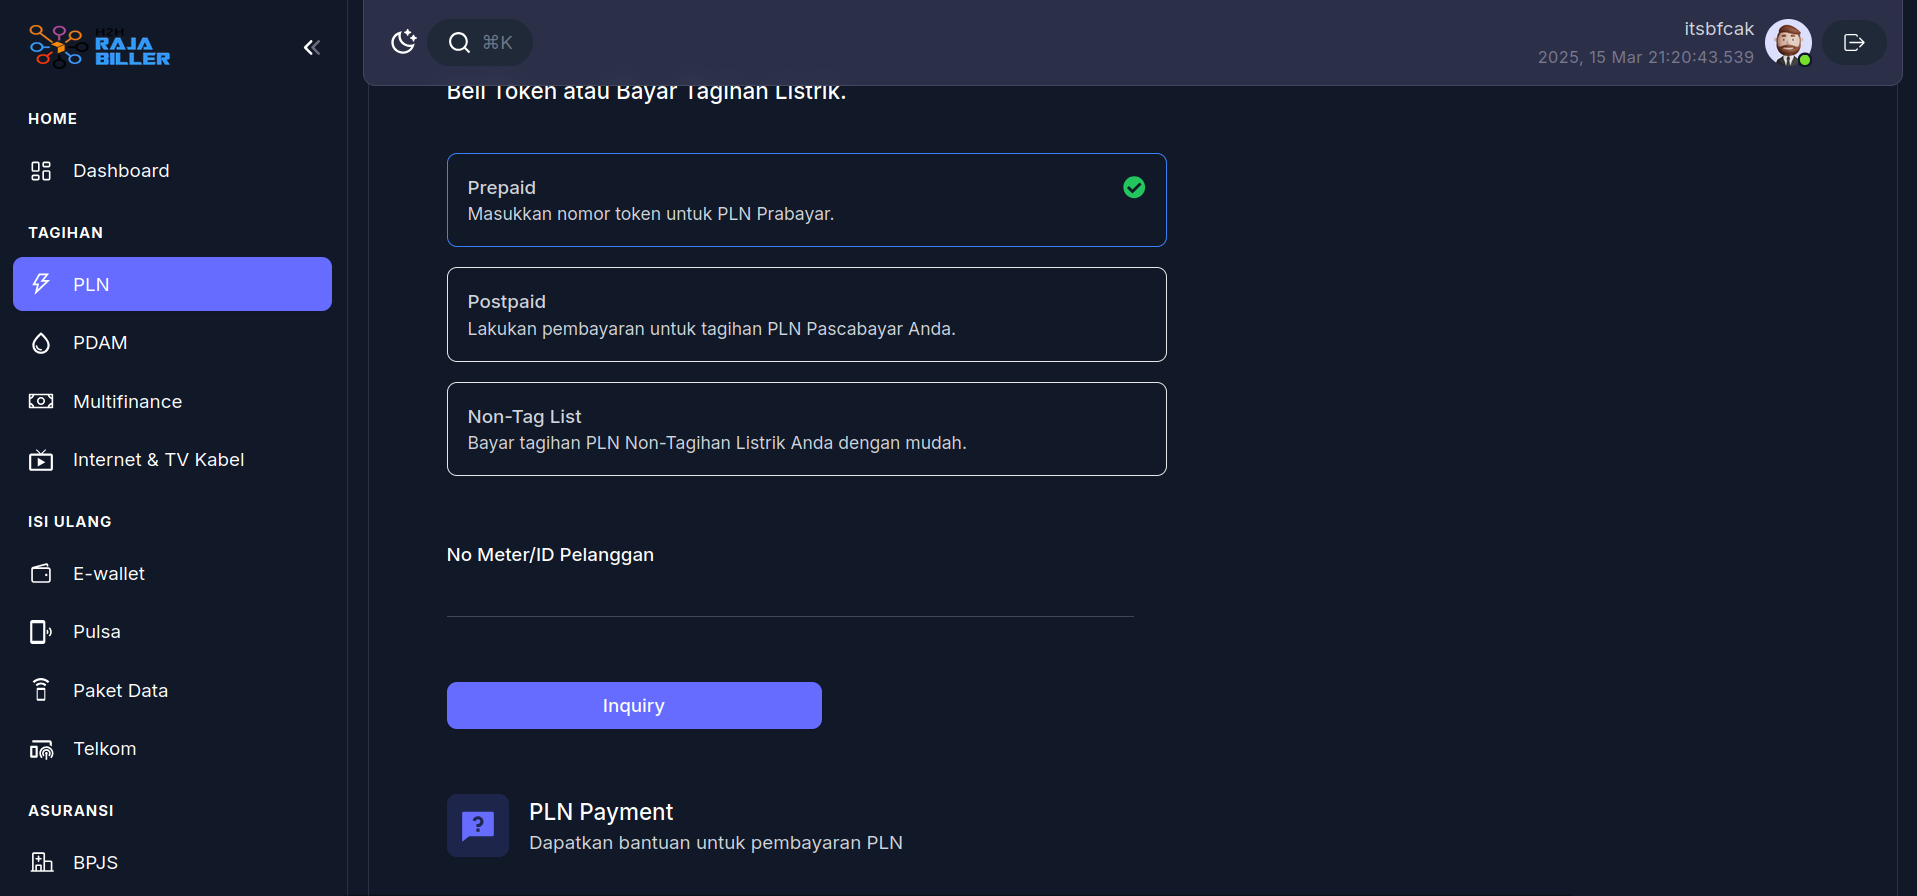 H2H
RAJA
BILLER
HOME
Dashboard
TAGIHAN
PLN
PDAM
Multifinance
Internet & TV Kabel
ISI ULANG
E-wallet
Pulsa
Paket Data
Telkom
ASURANSI
BPJS
⌘K
itsbfcak
2025, 15 Mar 21:20:43.539
Beli Token atau Bayar Tagihan Listrik.
Prepaid
Masukkan nomor token untuk PLN Prabayar.
Postpaid
Lakukan pembayaran untuk tagihan PLN Pascabayar Anda.
Non-Tag List
Bayar tagihan PLN Non-Tagihan Listrik Anda dengan mudah.
No Meter/ID Pelanggan
Inquiry
PLN Payment
Dapatkan bantuan untuk pembayaran PLN